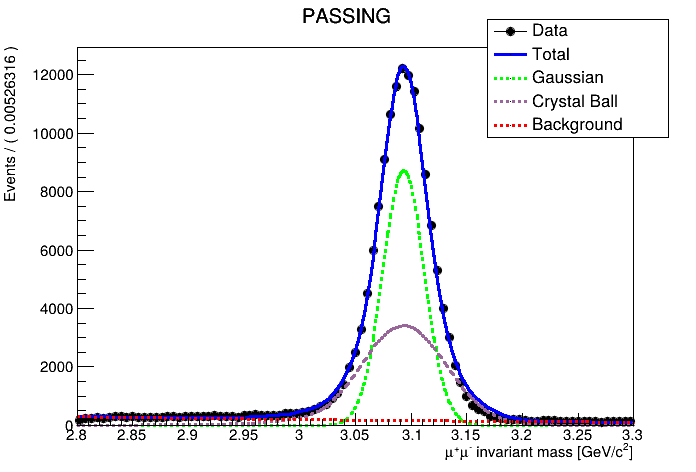 PASSING
Data
Total
Gaussian
Crystal Ball
Background
Events / ( 0.00526316 )
12000
10000
8000
6000
4000
2000
0
2.8 2.85 2.9 2.95 3 3.05 3.1 3.15 3.2 3.25 3.3
μ⁺μ⁻ invariant mass [GeV/c²]